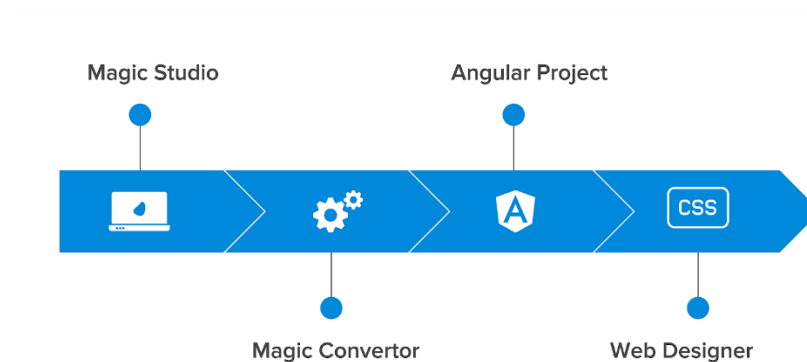 Magic Studio
Angular Project
A
CSS
Magic Convertor
Web Designer